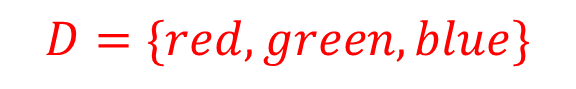 D = {red, green, blue}